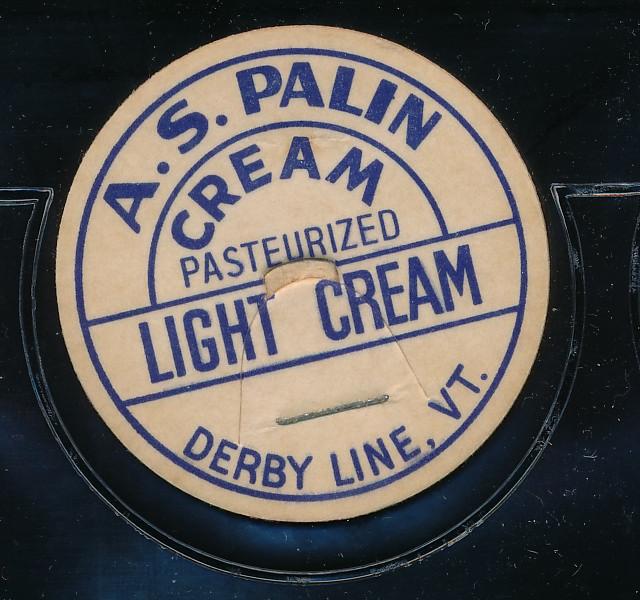 A.S. PALIN
CREAM
PASTEURIZED
LIGHT CREAM
DERBY LINE, VT.